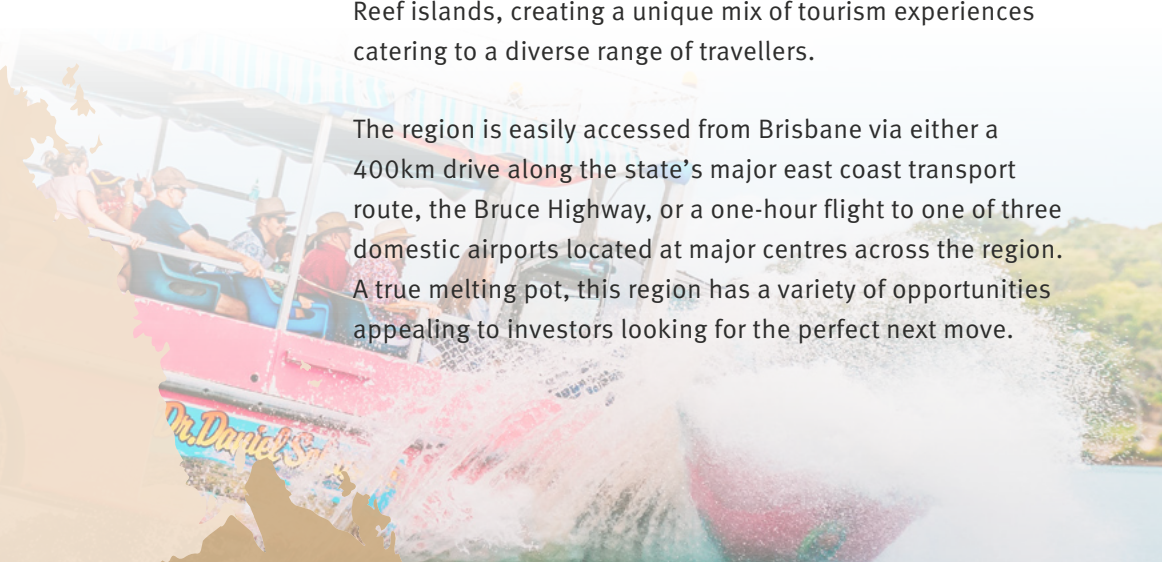 Reef islands, creating a unique mix of tourism experiences
catering to a diverse range of travellers.
The region is easily accessed from Brisbane via either a
400km drive along the state’s major east coast transport
route, the Bruce Highway, or a one-hour flight to one of three
domestic airports located at major centres across the region.
A true melting pot, this region has a variety of opportunities
appealing to investors looking for the perfect next move.
Dr.Daniel